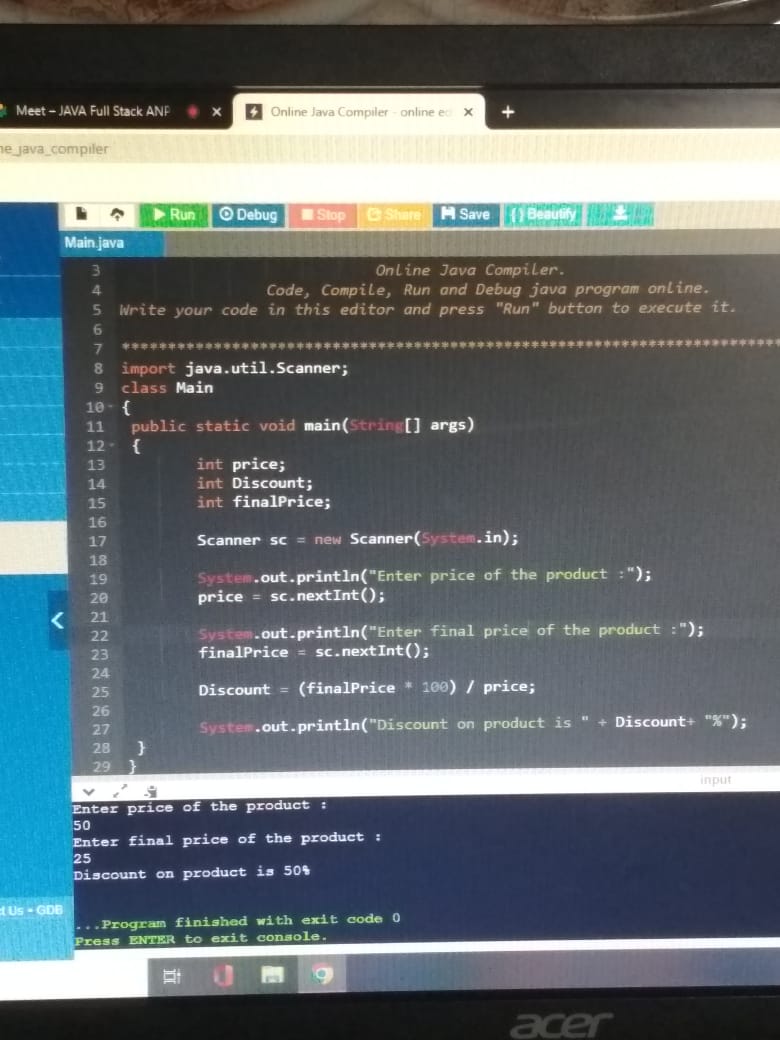 Meet – JAVA Full Stack ANP
Online Java Compiler - online ed
ne_java_compiler
Run Debug Stop Share Save {} Beautify
Main.java
3 Online Java Compiler.
4 Code, Compile, Run and Debug java program online.
5 Write your code in this editor and press "Run" button to execute it.
6
7 *******************************************************************************
8 import java.util.Scanner;
9 class Main
10 {
11 public static void main(String[] args)
12 {
13 int price;
14 int Discount;
15 int finalPrice;
16
17 Scanner sc = new Scanner(System.in);
18
19 System.out.println("Enter price of the product :");
20 price = sc.nextInt();
21
22 System.out.println("Enter final price of the product :");
23 finalPrice = sc.nextInt();
24
25 Discount = (finalPrice * 100) / price;
26
27 System.out.println("Discount on product is " + Discount+ "%");
28 }
29 }
input
Enter price of the product :
50
Enter final price of the product :
25
Discount on product is 50%
t Us • GDB
...Program finished with exit code 0
Press ENTER to exit console.
acer